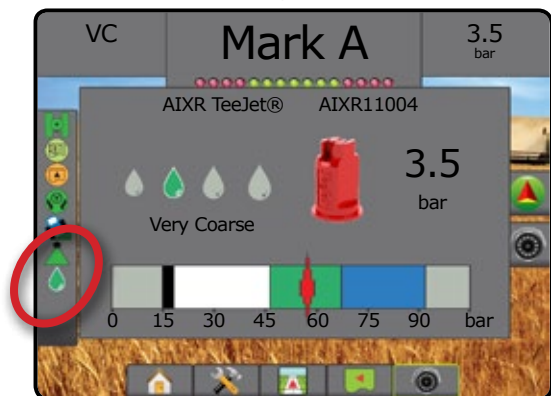 VC
Mark A
3.5
bar
AIXR TeeJet® AIXR11004
3.5
bar
Very Coarse
0 15 30 45 60 75 90 bar